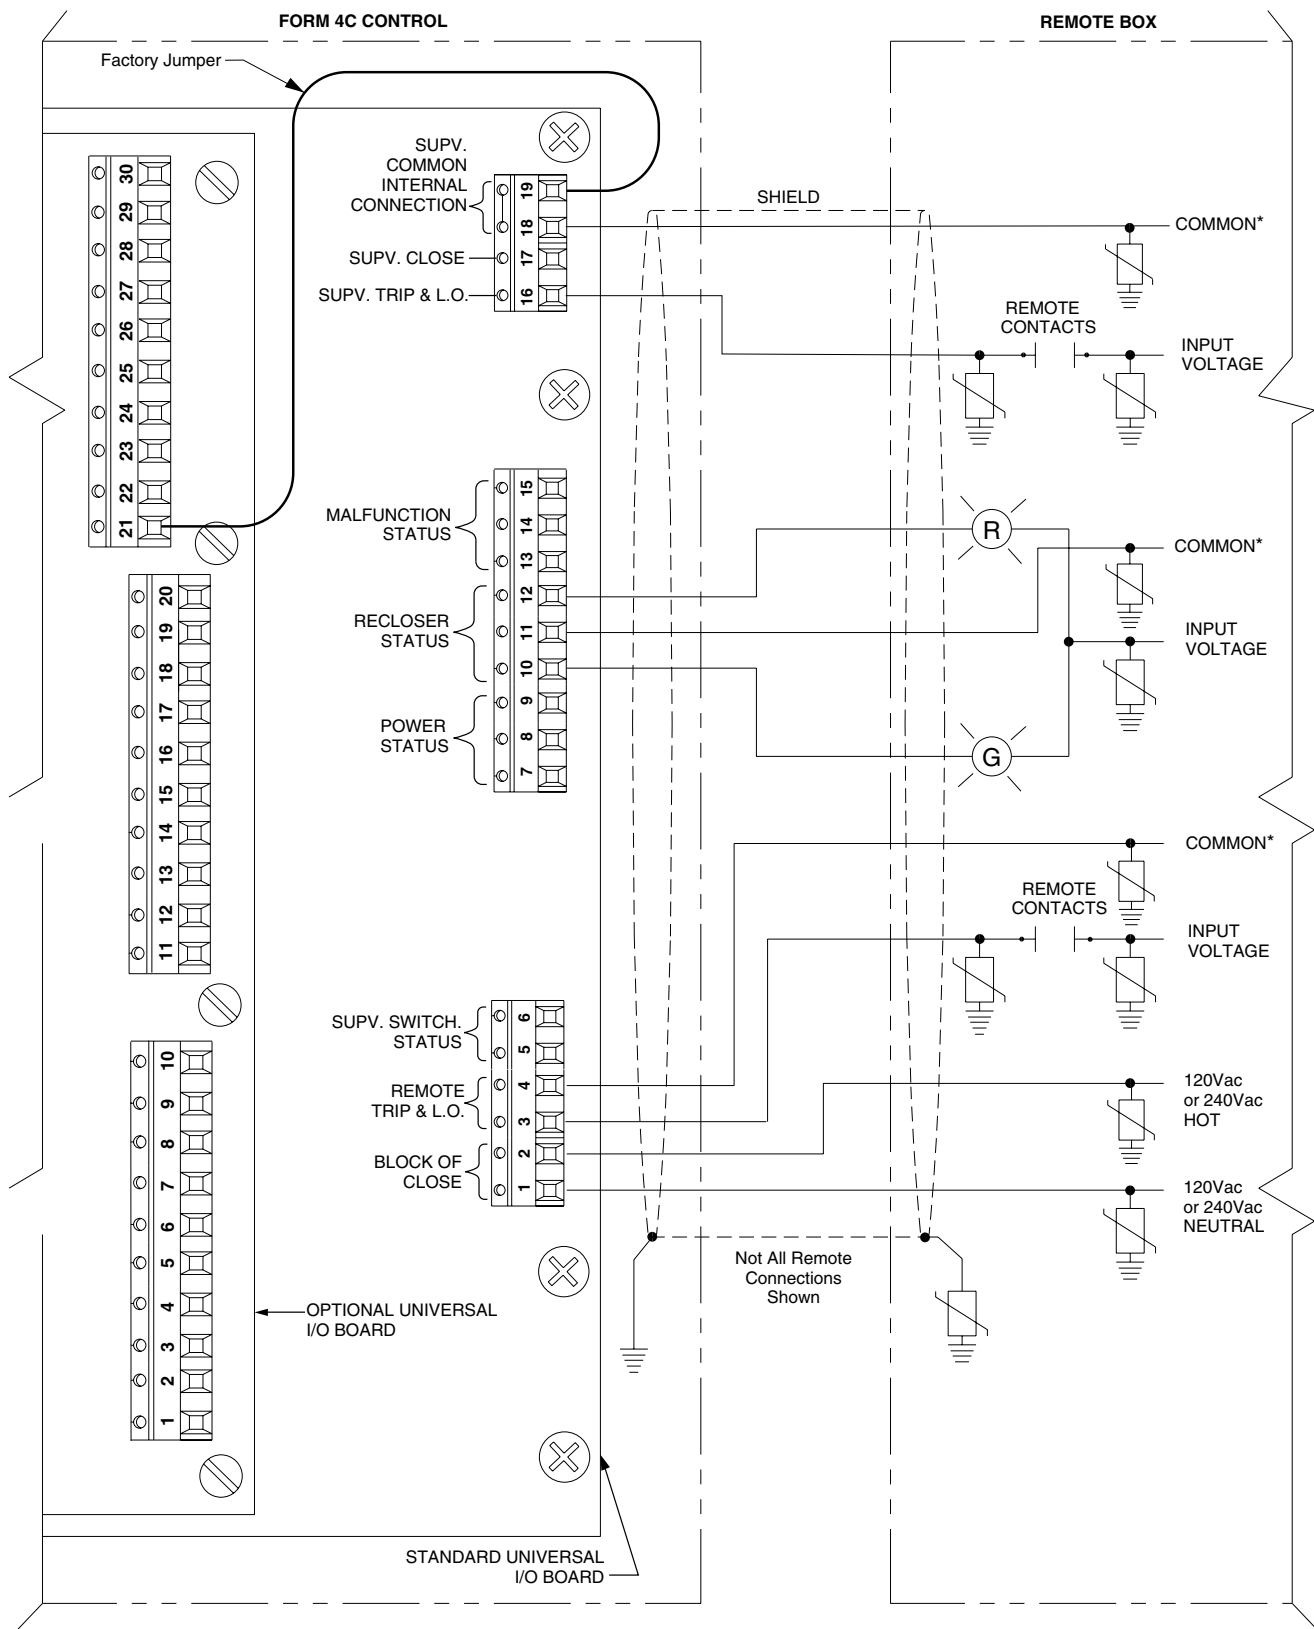 FORM 4C CONTROL
REMOTE BOX
Factory Jumper
SUPV.
COMMON
INTERNAL
CONNECTION
SUPV. CLOSE
SUPV. TRIP & L.O.
19
18
17
16
30
29
28
27
26
25
24
23
22
21
SHIELD
COMMON*
REMOTE
CONTACTS
INPUT
VOLTAGE
MALFUNCTION
STATUS
RECLOSER
STATUS
POWER
STATUS
15
14
13
12
11
10
9
8
7
R
COMMON*
INPUT
VOLTAGE
G
20
19
18
17
16
15
14
13
12
11
COMMON*
REMOTE
CONTACTS
INPUT
VOLTAGE
SUPV. SWITCH.
STATUS
REMOTE
TRIP & L.O.
BLOCK OF
CLOSE
6
5
4
3
2
1
120Vac
or 240Vac
HOT
120Vac
or 240Vac
NEUTRAL
10
9
8
7
6
5
4
3
2
1
Not All Remote
Connections
Shown
OPTIONAL UNIVERSAL
I/O BOARD
STANDARD UNIVERSAL
I/O BOARD